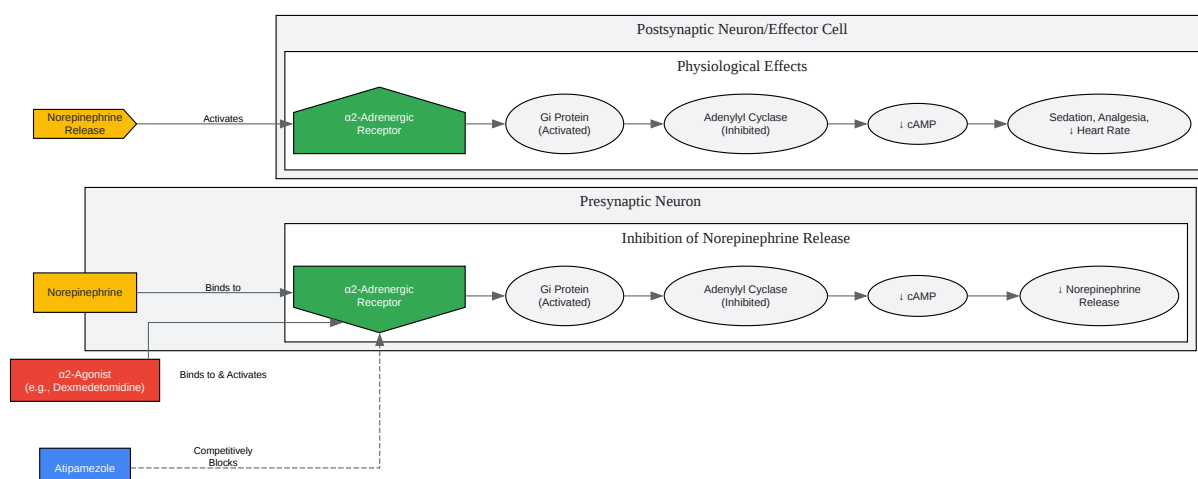 Postsynaptic Neuron/Effector Cell
Physiological Effects
Norepinephrine
Release
Activates
α2-Adrenergic
Receptor
Gi Protein
(Activated)
Adenylyl Cyclase
(Inhibited)
↓ cAMP
Sedation, Analgesia,
↓ Heart Rate
Presynaptic Neuron
Inhibition of Norepinephrine Release
Norepinephrine
Binds to
α2-Adrenergic
Receptor
Gi Protein
(Activated)
Adenylyl Cyclase
(Inhibited)
↓ cAMP
↓ Norepinephrine
Release
α2-Agonist
(e.g., Dexmedetomidine)
Binds to & Activates
Competitively
Blocks
Atipamezole